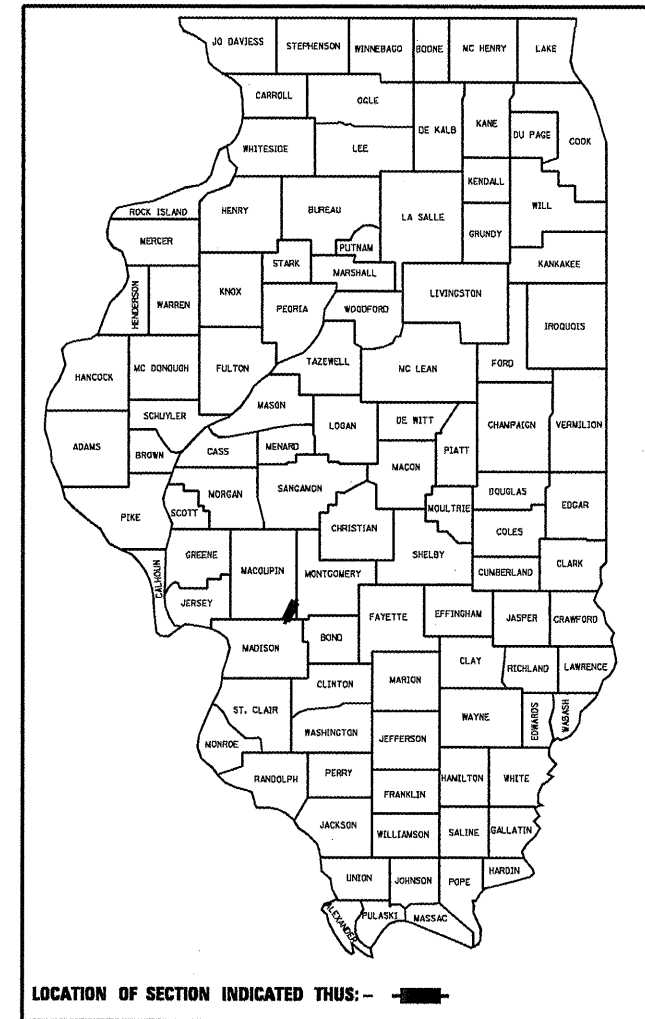 JO DAVIESS STEPHENSON WINNEBAGO BOONE MC HENRY LAKE
CARROLL OGLE DE KALB KANE DU PAGE COOK
WHITESIDE LEE KENDALL WILL
ROCK ISLAND HENRY BUREAU LA SALLE GRUNDY
MERCER PUTNAM KANKAKEE
HENDERSON WARREN KNOX STARK MARSHALL LIVINGSTON
PEORIA WOODFORD IROQUOIS
HANCOCK MC DONOUGH FULTON TAZEWELL MC LEAN FORD
SCHUYLER MASON LOGAN DE WITT CHAMPAIGN VERMILION
ADAMS BROWN CASS MENARD MACON PIATT
PIKE SCOTT MORGAN SANGAMON CHRISTIAN MOULTRIE DOUGLAS EDGAR
COLES
CALHOUN GREENE MACOUPIN MONTGOMERY SHELBY CUMBERLAND CLARK
JERSEY FAYETTE EFFINGHAM JASPER CRAWFORD
MADISON BOND CLAY RICHLAND LAWRENCE
ST. CLAIR CLINTON MARION WAYNE EDWARDS WABASH
MONROE WASHINGTON JEFFERSON
RANDOLPH PERRY FRANKLIN HAMILTON WHITE
JACKSON WILLIAMSON SALINE GALLATIN
UNION JOHNSON POPE HARDIN
ALEXANDER PULASKI MASSAC
LOCATION OF SECTION INDICATED THUS: -